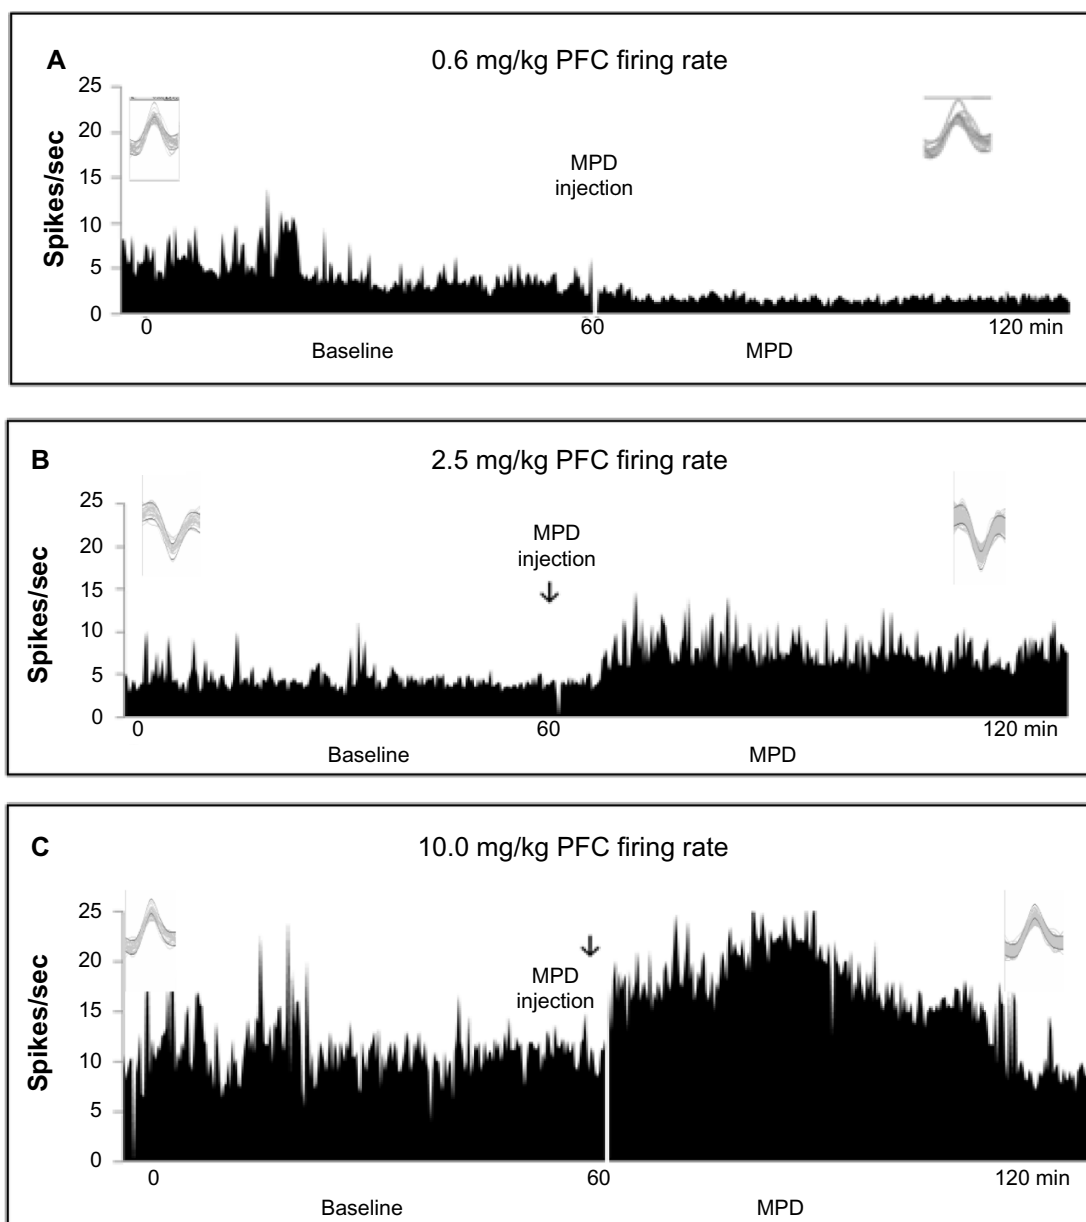 A
0.6 mg/kg PFC firing rate
25
20
15
10
5
0
Spikes/sec
MPD
injection
0
60
120 min
Baseline
MPD
B
2.5 mg/kg PFC firing rate
25
20
15
10
5
0
Spikes/sec
MPD
injection
0
60
120 min
Baseline
MPD
C
10.0 mg/kg PFC firing rate
25
20
15
10
5
0
Spikes/sec
MPD
injection
0
60
120 min
Baseline
MPD